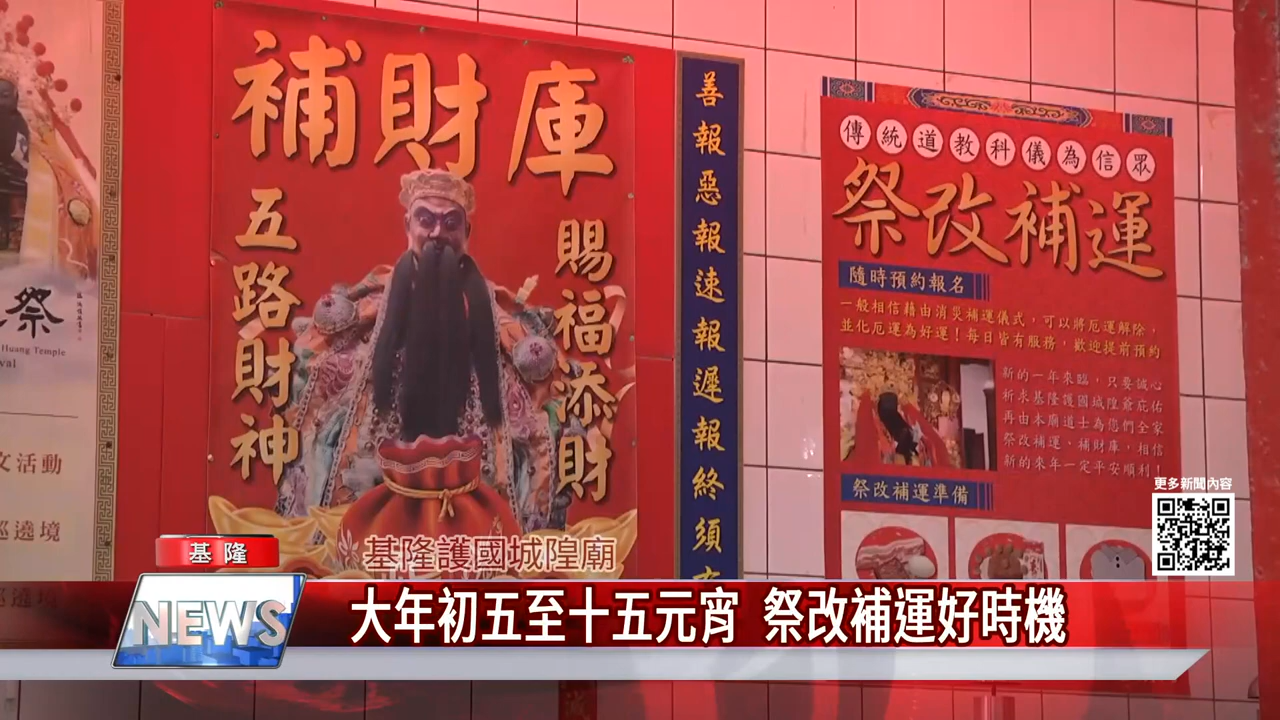 補財庫
五路財神
賜福添財
基隆護國城隍廟
祭
Huang Temple
文活動
巡遶境
善報惡報速報遲報終須
傳統道教科儀為信眾
祭改補運
隨時預約報名
一般相信藉由消災補運儀式，可以將厄運解除，
並化厄運為好運！每日皆有服務，歡迎提前預約
新的一年來臨，只要誠心
祈求基隆護國城隍爺庇佑
再由本廟道士為您們全家
祭改補運、補財庫，相信
新的來年一定平安順利！
祭改補運準備
更多新聞內容
基隆
NEWS
大年初五至十五元宵 祭改補運好時機